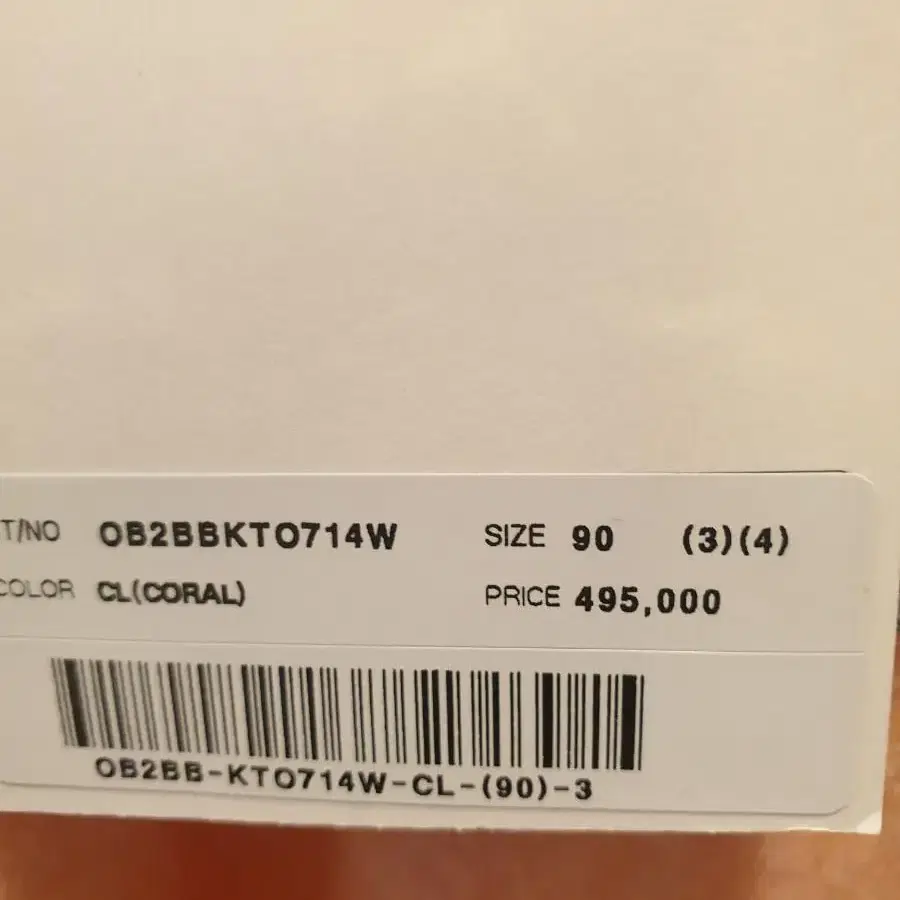 T/NO OB2BBKTO714W SIZE 90 (3)(4)
COLOR CL(CORAL) PRICE 495,000
OB2BB-KTO714W-CL-(90)-3